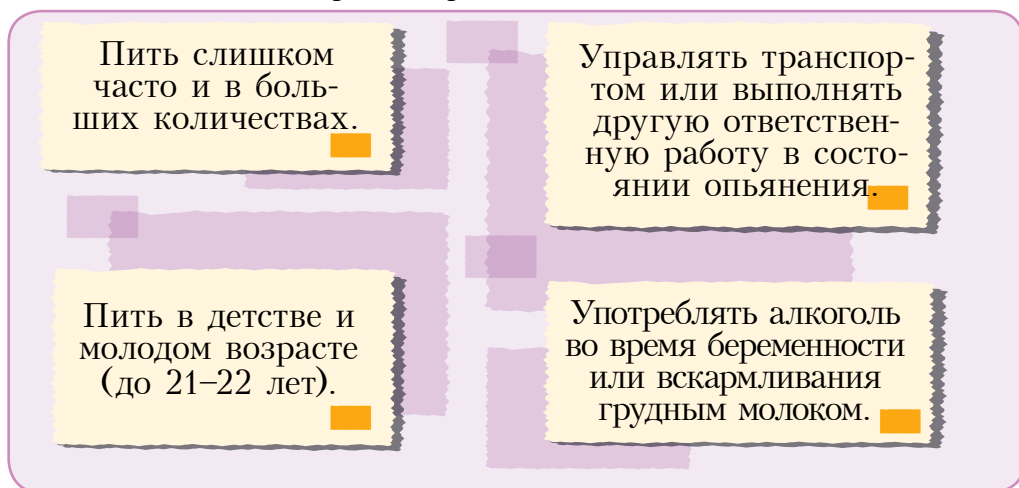 Пить слишком
часто и в боль-
ших количествах.
Управлять транспор-
том или выполнять
другую ответствен-
ную работу в состо-
янии опьянения.
Пить в детстве и
молодом возрасте
(до 21–22 лет).
Употреблять алкоголь
во время беременности
или вскармливания
грудным молоком.